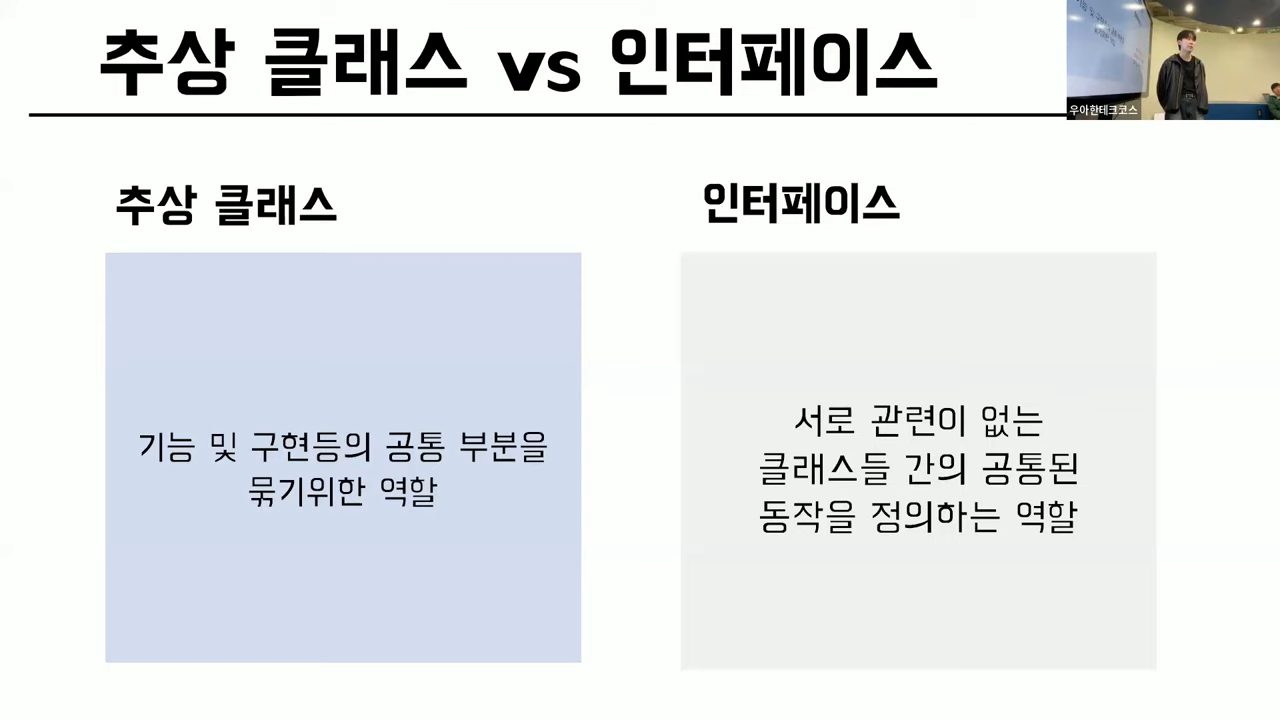 추상 클래스 vs 인터페이스
우아한테크코스
추상 클래스
기능 및 구현등의 공통 부분을
묶기위한 역할
인터페이스
서로 관련이 없는
클래스들 간의 공통된
동작을 정의하는 역할